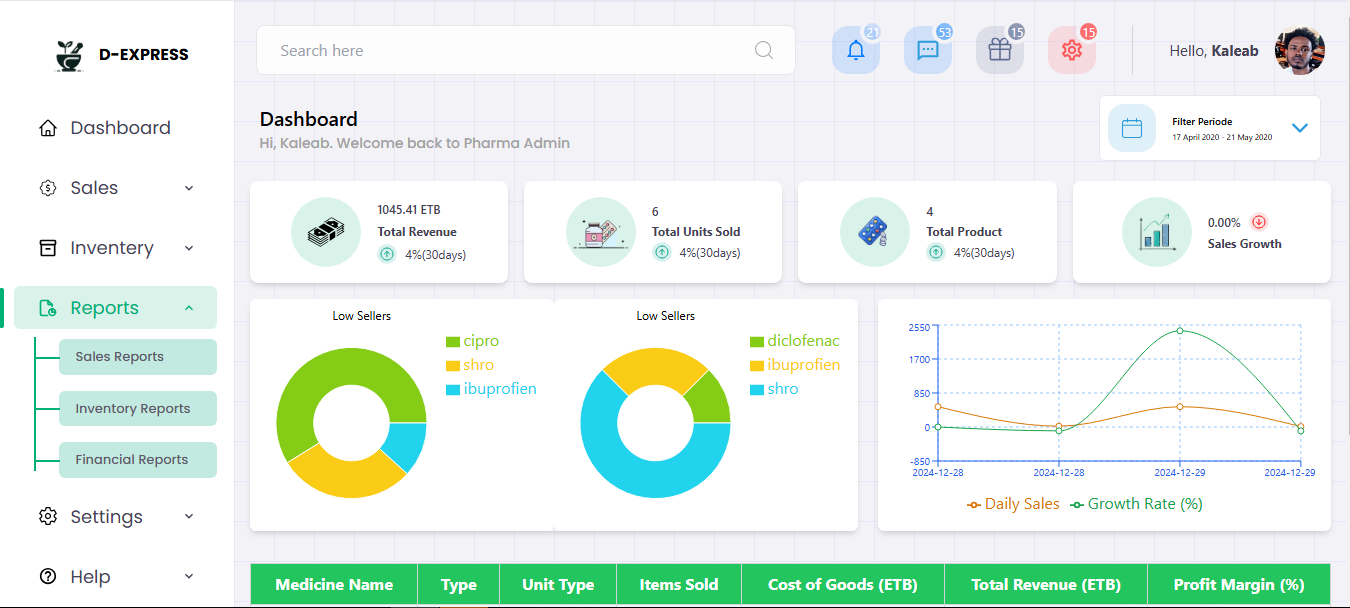 D-EXPRESS
Search here
21
53
15
15
Hello, Kaleab
Dashboard
Sales
Inventory
Reports
Sales Reports
Inventory Reports
Financial Reports
Settings
Help
Dashboard
Hi, Kaleab. Welcome back to Pharma Admin
Filter Periode
17 April 2020 - 21 May 2020
1045.41 ETB
Total Revenue
4%(30days)
6
Total Units Sold
4%(30days)
4
Total Product
4%(30days)
0.00%
Sales Growth
Low Sellers
cipro
shro
ibuprofien
Low Sellers
diclofenac
ibuprofien
shro
2550
1700
850
0
-850
2024-12-28 2024-12-28 2024-12-29 2024-12-29
Daily Sales Growth Rate (%)
Medicine Name Type Unit Type Items Sold Cost of Goods (ETB) Total Revenue (ETB) Profit Margin (%)